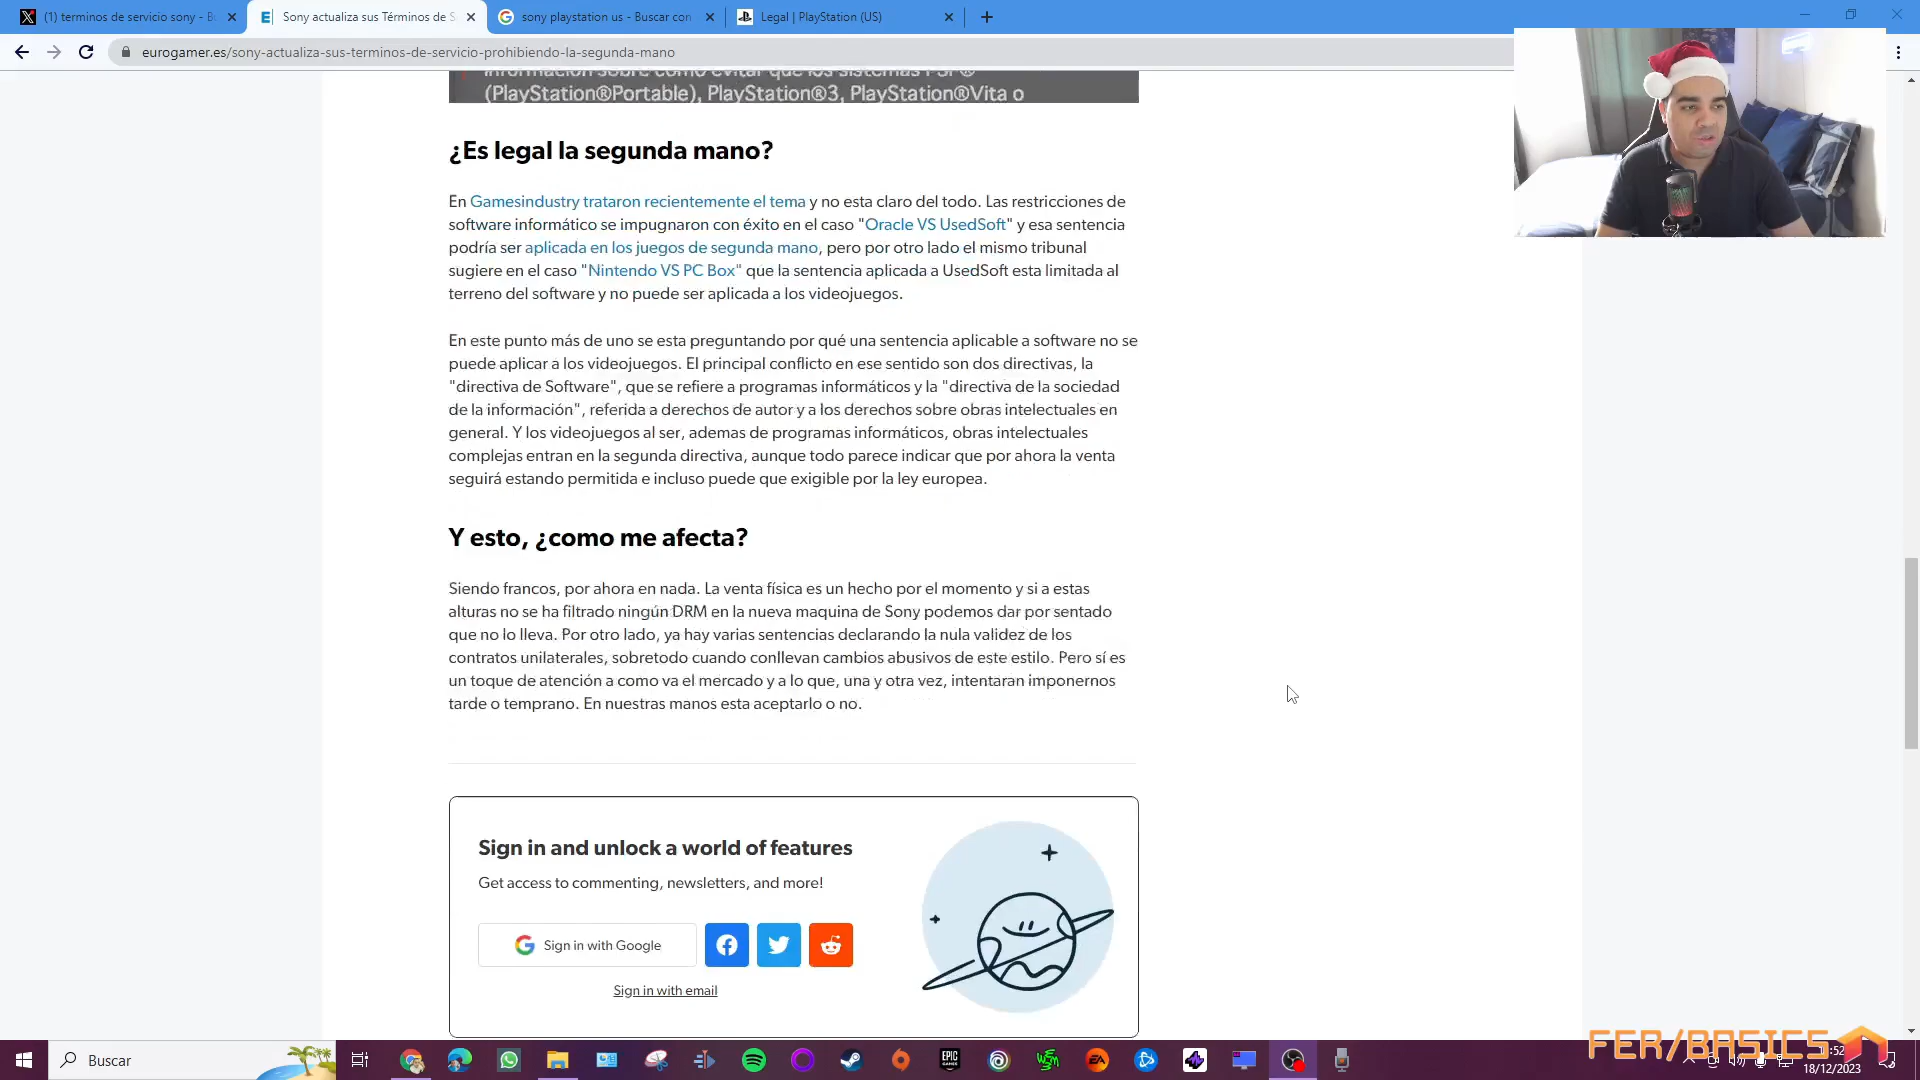 (1) terminos de servicio sony - B
Sony actualiza sus Términos de S
sony playstation us - Buscar con
Legal | PlayStation (US)
eurogamer.es/sony-actualiza-sus-terminos-de-servicio-prohibiendo-la-segunda-mano
información sobre cómo evitar que los sistemas PSP®
(PlayStation®Portable), PlayStation®3, PlayStation®Vita o
¿Es legal la segunda mano?
En Gamesindustry trataron recientemente el tema y no esta claro del todo. Las restricciones de
software informático se impugnaron con éxito en el caso "Oracle VS UsedSoft" y esa sentencia
podría ser aplicada en los juegos de segunda mano, pero por otro lado el mismo tribunal
sugiere en el caso "Nintendo VS PC Box" que la sentencia aplicada a UsedSoft esta limitada al
terreno del software y no puede ser aplicada a los videojuegos.
En este punto más de uno se esta preguntando por qué una sentencia aplicable a software no se
puede aplicar a los videojuegos. El principal conflicto en ese sentido son dos directivas, la
"directiva de Software", que se refiere a programas informáticos y la "directiva de la sociedad
de la información", referida a derechos de autor y a los derechos sobre obras intelectuales en
general. Y los videojuegos al ser, ademas de programas informáticos, obras intelectuales
complejas entran en la segunda directiva, aunque todo parece indicar que por ahora la venta
seguirá estando permitida e incluso puede que exigible por la ley europea.
Y esto, ¿como me afecta?
Siendo francos, por ahora en nada. La venta física es un hecho por el momento y si a estas
alturas no se ha filtrado ningún DRM en la nueva maquina de Sony podemos dar por sentado
que no lo lleva. Por otro lado, ya hay varias sentencias declarando la nula validez de los
contratos unilaterales, sobretodo cuando conllevan cambios abusivos de este estilo. Pero sí es
un toque de atención a como va el mercado y a lo que, una y otra vez, intentaran imponernos
tarde o temprano. En nuestras manos esta aceptarlo o no.
Sign in and unlock a world of features
Get access to commenting, newsletters, and more!
Sign in with Google
Sign in with email
Buscar
EPIC
GAMES
EA
FER/BASICS
:52
18/12/2023